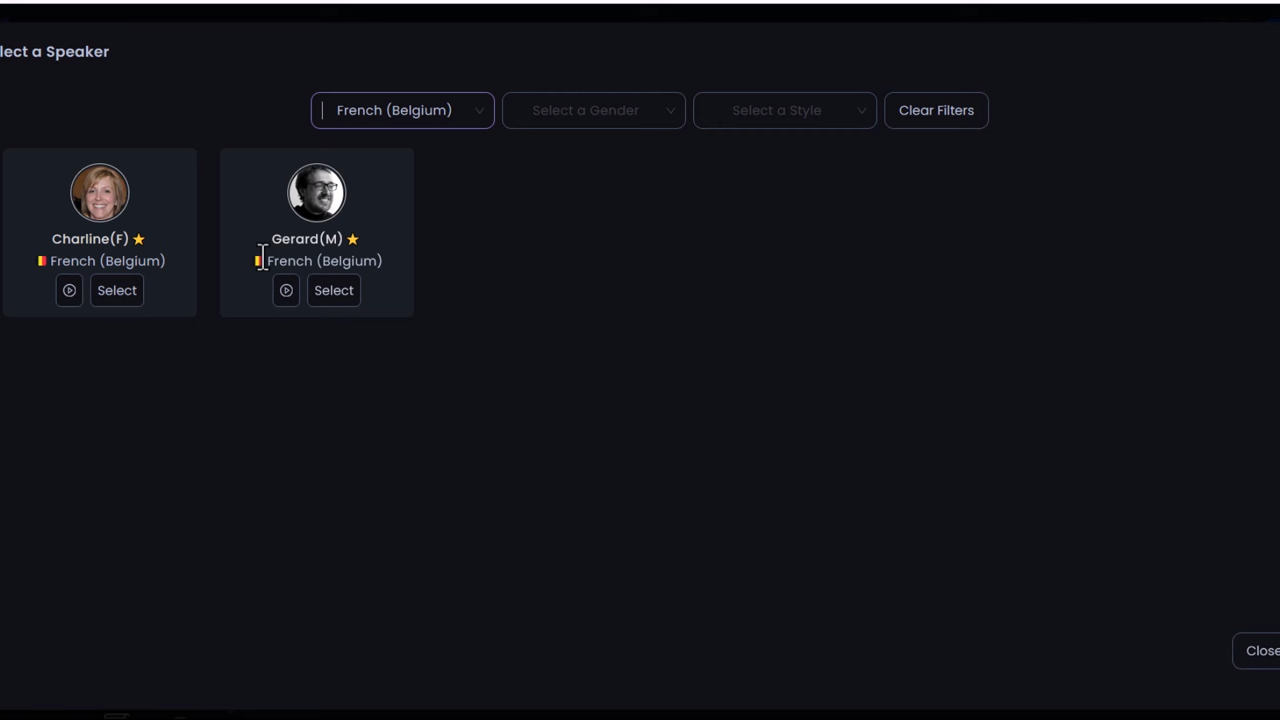 lect a Speaker
French (Belgium) Select a Gender Select a Style Clear Filters
Charline(F) Gerard(M)
French (Belgium) French (Belgium)
Select Select
Close